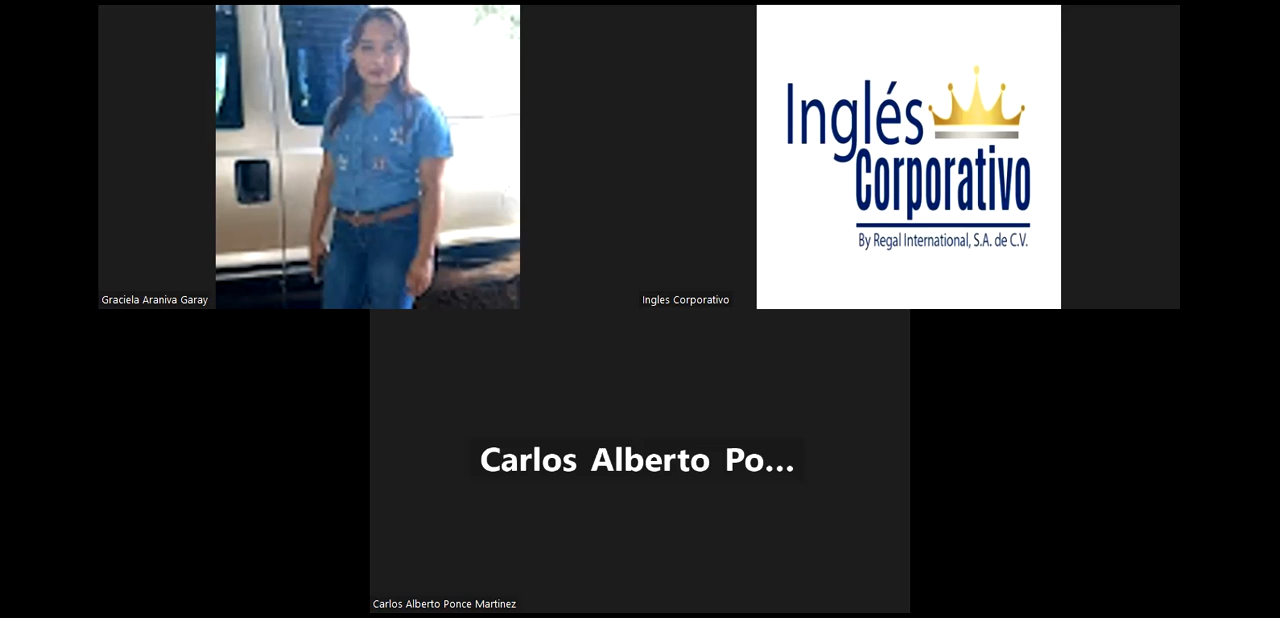 Graciela Araniva Garay
Inglés
Corporativo
By Regal International, S.A. de C.V.
Ingles Corporativo
Carlos Alberto Po...
Carlos Alberto Ponce Martinez